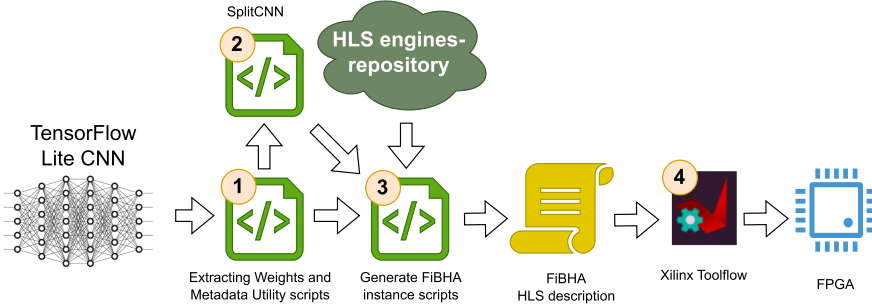 SplitCNN
2
</>
HLS engines-
repository
TensorFlow
Lite CNN
1
</>
3
</>
4
Extracting Weights and
Metadata Utility scripts
Generate FiBHA
instance scripts
FiBHA
HLS description
Xilinx Toolflow
FPGA